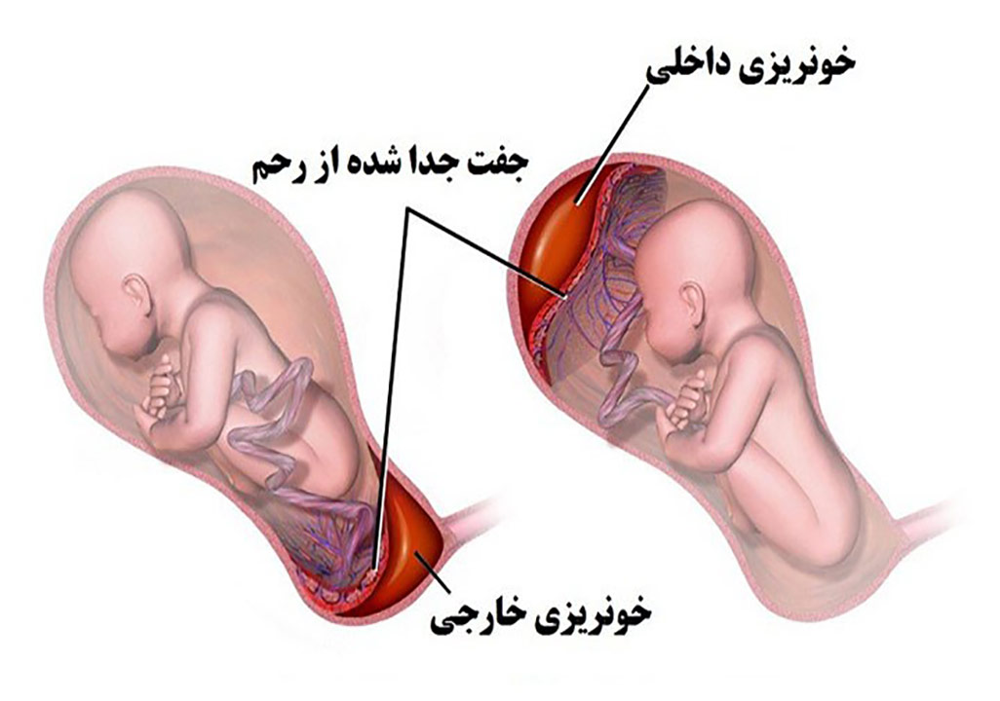 خونریزی داخلی
جفت جدا شده از رحم
خونریزی خارجی